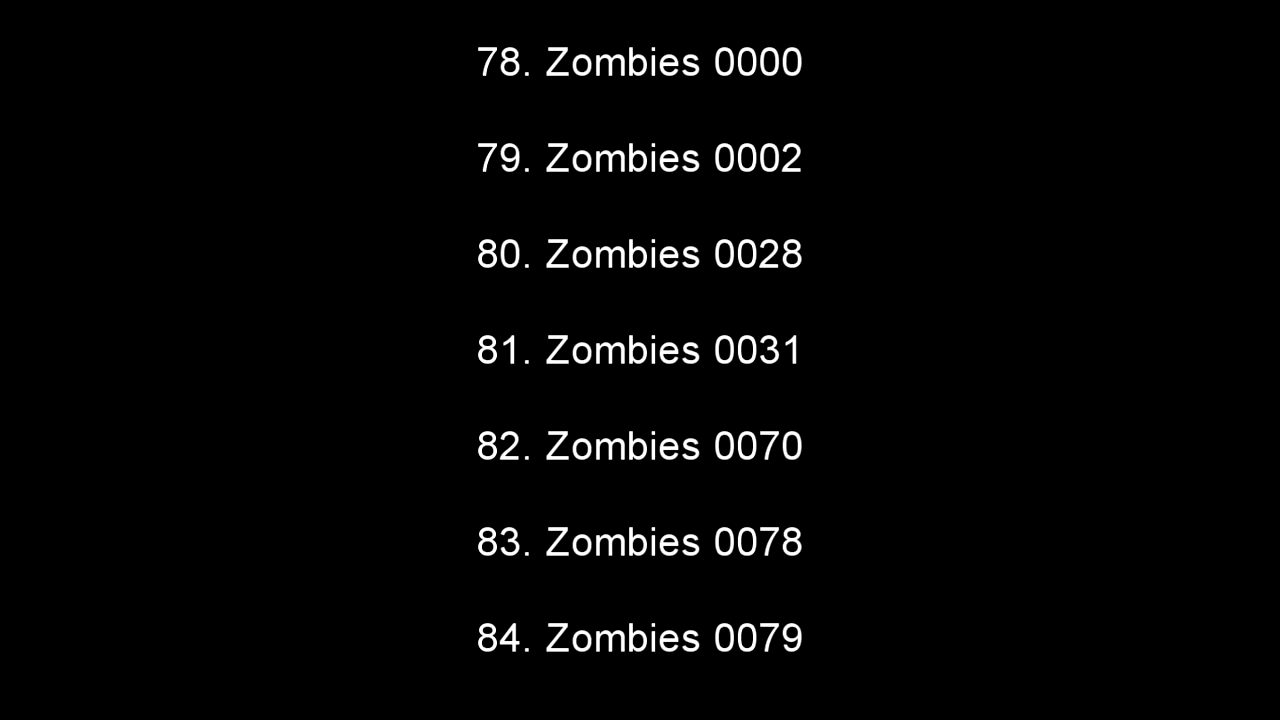 78. Zombies 0000
79. Zombies 0002
80. Zombies 0028
81. Zombies 0031
82. Zombies 0070
83. Zombies 0078
84. Zombies 0079